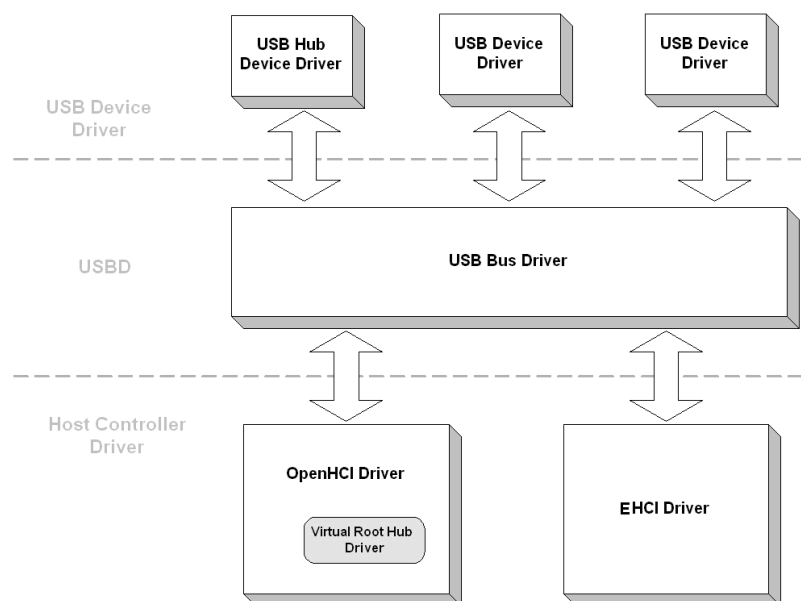 USB Hub
Device Driver
USB Device
Driver
USB Device
Driver
USB Device
Driver
USB Bus Driver
USBD
Host Controller
Driver
OpenHCI Driver
Virtual Root Hub
Driver
EHCI Driver